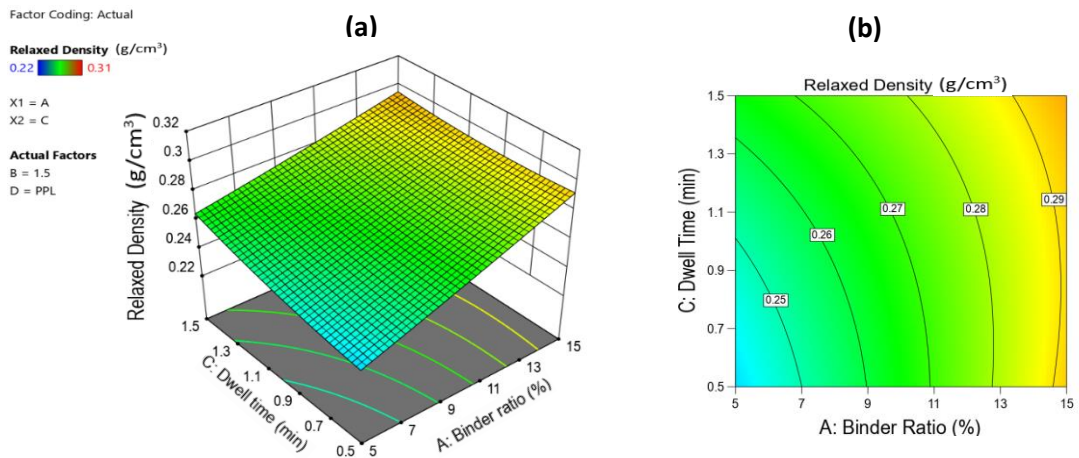 Factor Coding: Actual
Relaxed Density (g/cm³)
0.22 0.31
X1 = A
X2 = C
Actual Factors
B = 1.5
D = PPL
(a)
Relaxed Density (g/cm³)
0.32
0.3
0.28
0.26
0.24
0.22
1.5
1.3
1.1
0.9
0.7
0.5
C: Dwell time (min)
5
7
9
11
13
15
A: Binder ratio (%)
(b)
Relaxed Density (g/cm³)
C: Dwell Time (min)
1.5
1.3
1.1
0.9
0.7
0.5
0.25
0.26
0.27
0.28
0.29
5 7 9 11 13 15
A: Binder Ratio (%)